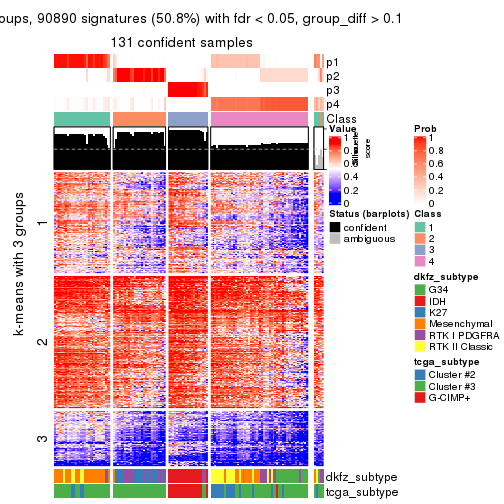 oups, 90890 signatures (50.8%) with fdr < 0.05, group_diff > 0.1
131 confident samples
p1
p2
p3
p4
Class
1
2
3
k-means with 3 groups
dkfz_subtype
tcga_subtype
Value
1
0.8
0.6
0.4
0.2
0
Silhouette
score
Status (barplots)
confident
ambiguous
Prob
1
0.8
0.6
0.4
0.2
0
Class
1
2
3
4
dkfz_subtype
G34
IDH
K27
Mesenchymal
RTK I PDGFRA
RTK II Classic
tcga_subtype
Cluster #2
Cluster #3
G-CIMP+